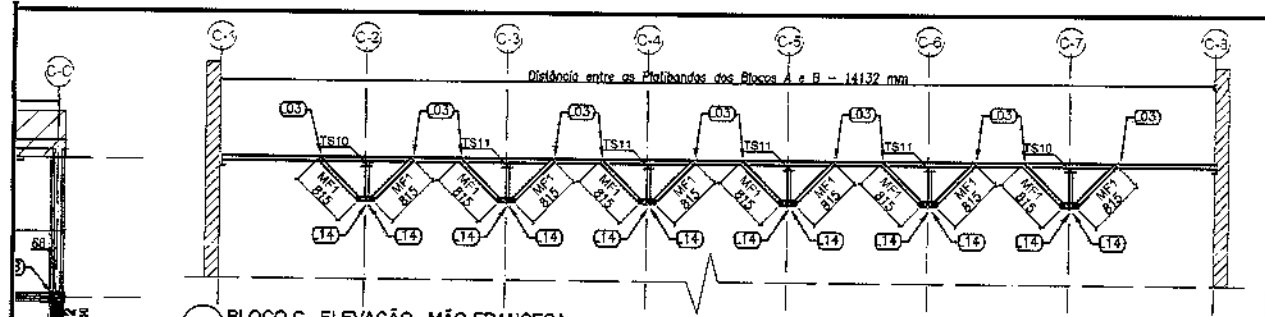 C-1 C-2 C-3 C-4 C-5 C-6 C-7 C-8
C-C
Distância entre as Platibandas dos Blocos A e B - 14132 mm
.03 .03 .03 .03 .03 .03 .03
TS10 TS11 TS11 TS11 TS11 TS10
MF1 815 MF1 815 MF1 815 MF1 815 MF1 815 MF1 815 MF1 815 MF1 815 MF1 815 MF1 815 MF1 815 MF1 815
.14 .14 .14 .14 .14 .14 .14 .14 .14 .14 .14 .14
68
BLOCO C - ELEVAÇÃO - MÃO FRANCESA